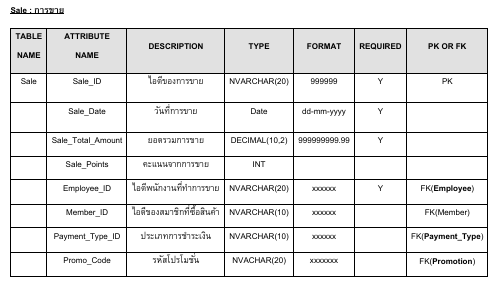 Sale : การขาย
TABLE NAME ATTRIBUTE NAME DESCRIPTION TYPE FORMAT REQUIRED PK OR FK
Sale Sale_ID ไอดีของการขาย NVARCHAR(20) 999999 Y PK
Sale_Date วันที่การขาย Date dd-mm-yyyy Y
Sale_Total_Amount ยอดรวมการขาย DECIMAL(10,2) 999999999.99 Y
Sale_Points คะแนนจากการขาย INT
Employee_ID ไอดีพนักงานที่ทำการขาย NVARCHAR(20) xxxxxx Y FK(Employee)
Member_ID ไอดีของสมาชิกที่ซื้อสินค้า NVARCHAR(10) xxxxxx FK(Member)
Payment_Type_ID ประเภทการชำระเงิน NVARCHAR(10) xxxxxx FK(Payment_Type)
Promo_Code รหัสโปรโมชั่น NVACHAR(20) xxxxxxx FK(Promotion)